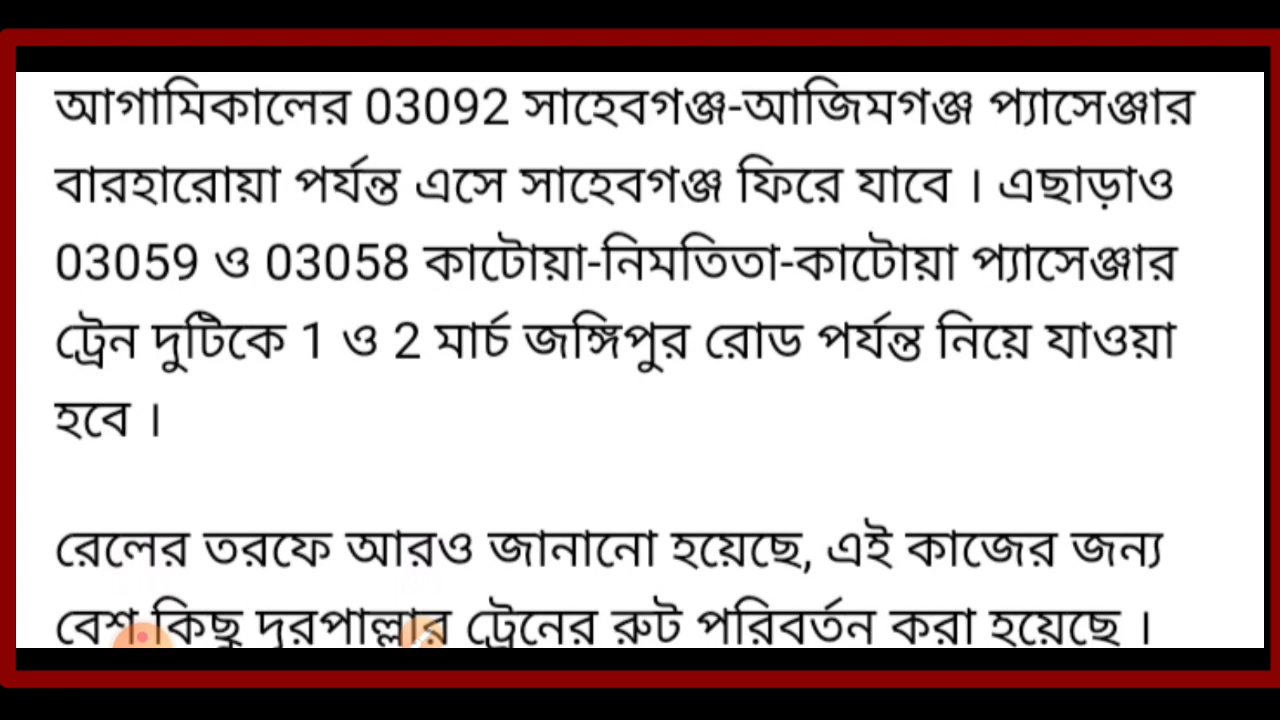 আগামিকালের 03092 সাহেবগঞ্জ-আজিমগঞ্জ প্যাসেঞ্জার
বারহারোয়া পর্যন্ত এসে সাহেবগঞ্জ ফিরে যাবে । এছাড়াও
03059 ও 03058 কাটোয়া-নিমতিতা-কাটোয়া প্যাসেঞ্জার
ট্রেন দুটিকে 1 ও 2 মার্চ জঙ্গিপুর রোড পর্যন্ত নিয়ে যাওয়া
হবে ।
রেলের তরফে আরও জানানো হয়েছে, এই কাজের জন্য
বেশ কিছু দূরপাল্লার ট্রেনের রুট পরিবর্তন করা হয়েছে ।